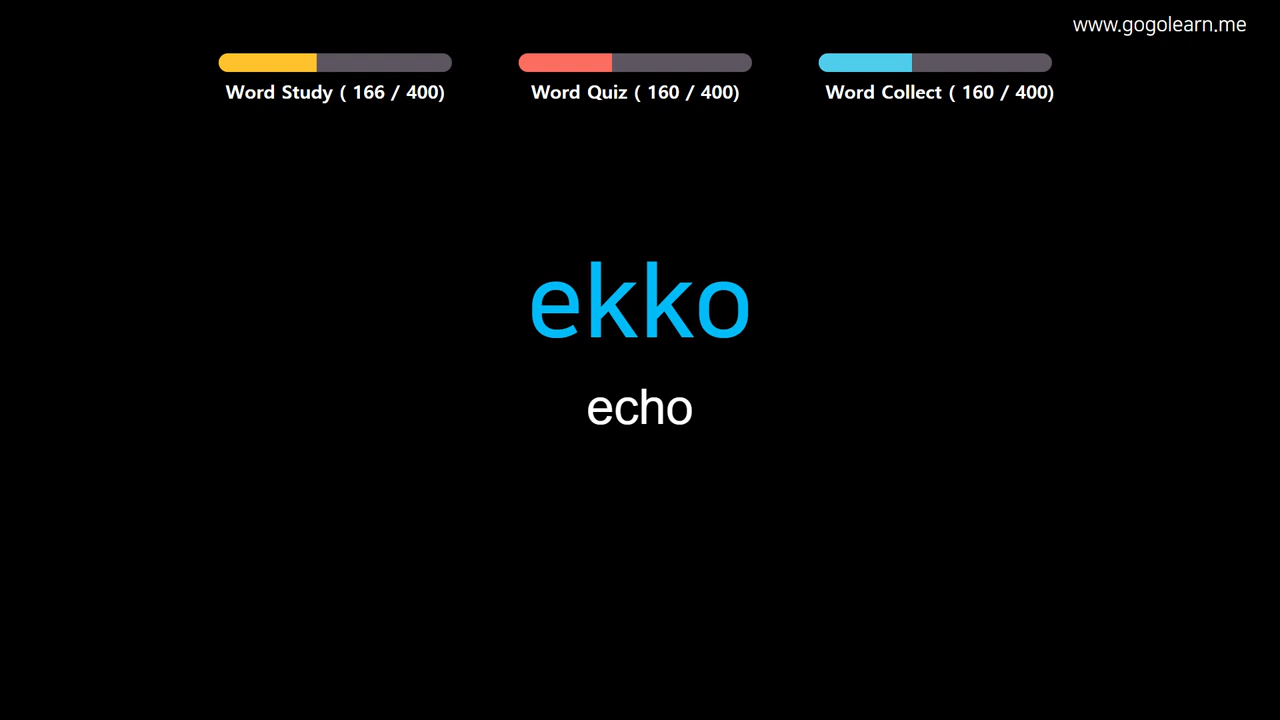 www.gogolearn.me
Word Study ( 166 / 400)
Word Quiz ( 160 / 400)
Word Collect ( 160 / 400)
ekko
echo